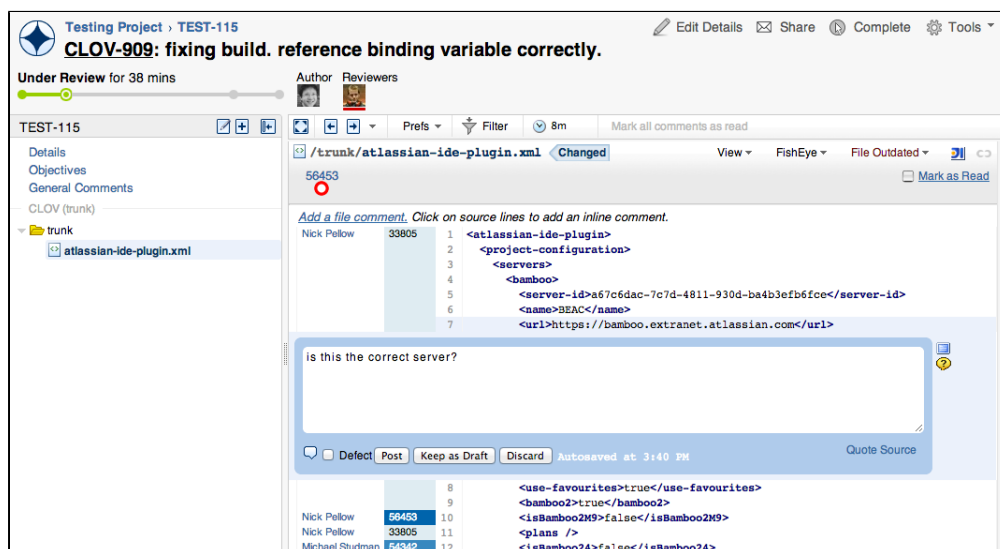 Testing Project › TEST-115
Edit Details Share Complete Tools
CLOV-909: fixing build. reference binding variable correctly.
Under Review for 38 mins
Author Reviewers
TEST-115
Prefs Filter 8m Mark all comments as read
Details
Objectives
General Comments
CLOV (trunk)
trunk
atlassian-ide-plugin.xml
/trunk/atlassian-ide-plugin.xml Changed View FishEye File Outdated
56453 Mark as Read
Add a file comment. Click on source lines to add an inline comment.
Nick Pellow 33805 1 <atlassian-ide-plugin>
2 <project-configuration>
3 <servers>
4 <bamboo>
5 <server-id>a67c6dac-7c7d-4811-930d-ba4b3efb6fce</server-id>
6 <name>BEAC</name>
7 <url>https://bamboo.extranet.atlassian.com</url>
is this the correct server?
Defect Post Keep as Draft Discard Autosaved at 3:40 PM Quote Source
8 <use-favourites>true</use-favourites>
9 <bamboo2>true</bamboo2>
Nick Pellow 56453 10 <isBamboo2M9>false</isBamboo2M9>
Nick Pellow 33805 11 <plans />
Michael Studman 54342 12 <isBamboo24>false</isBamboo24>